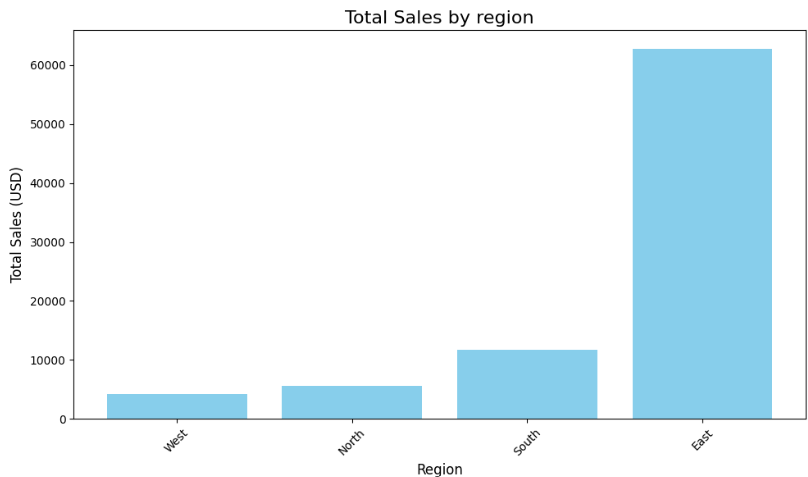 Total Sales by region
Total Sales (USD)
60000
50000
40000
30000
20000
10000
0
West
North
South
East
Region